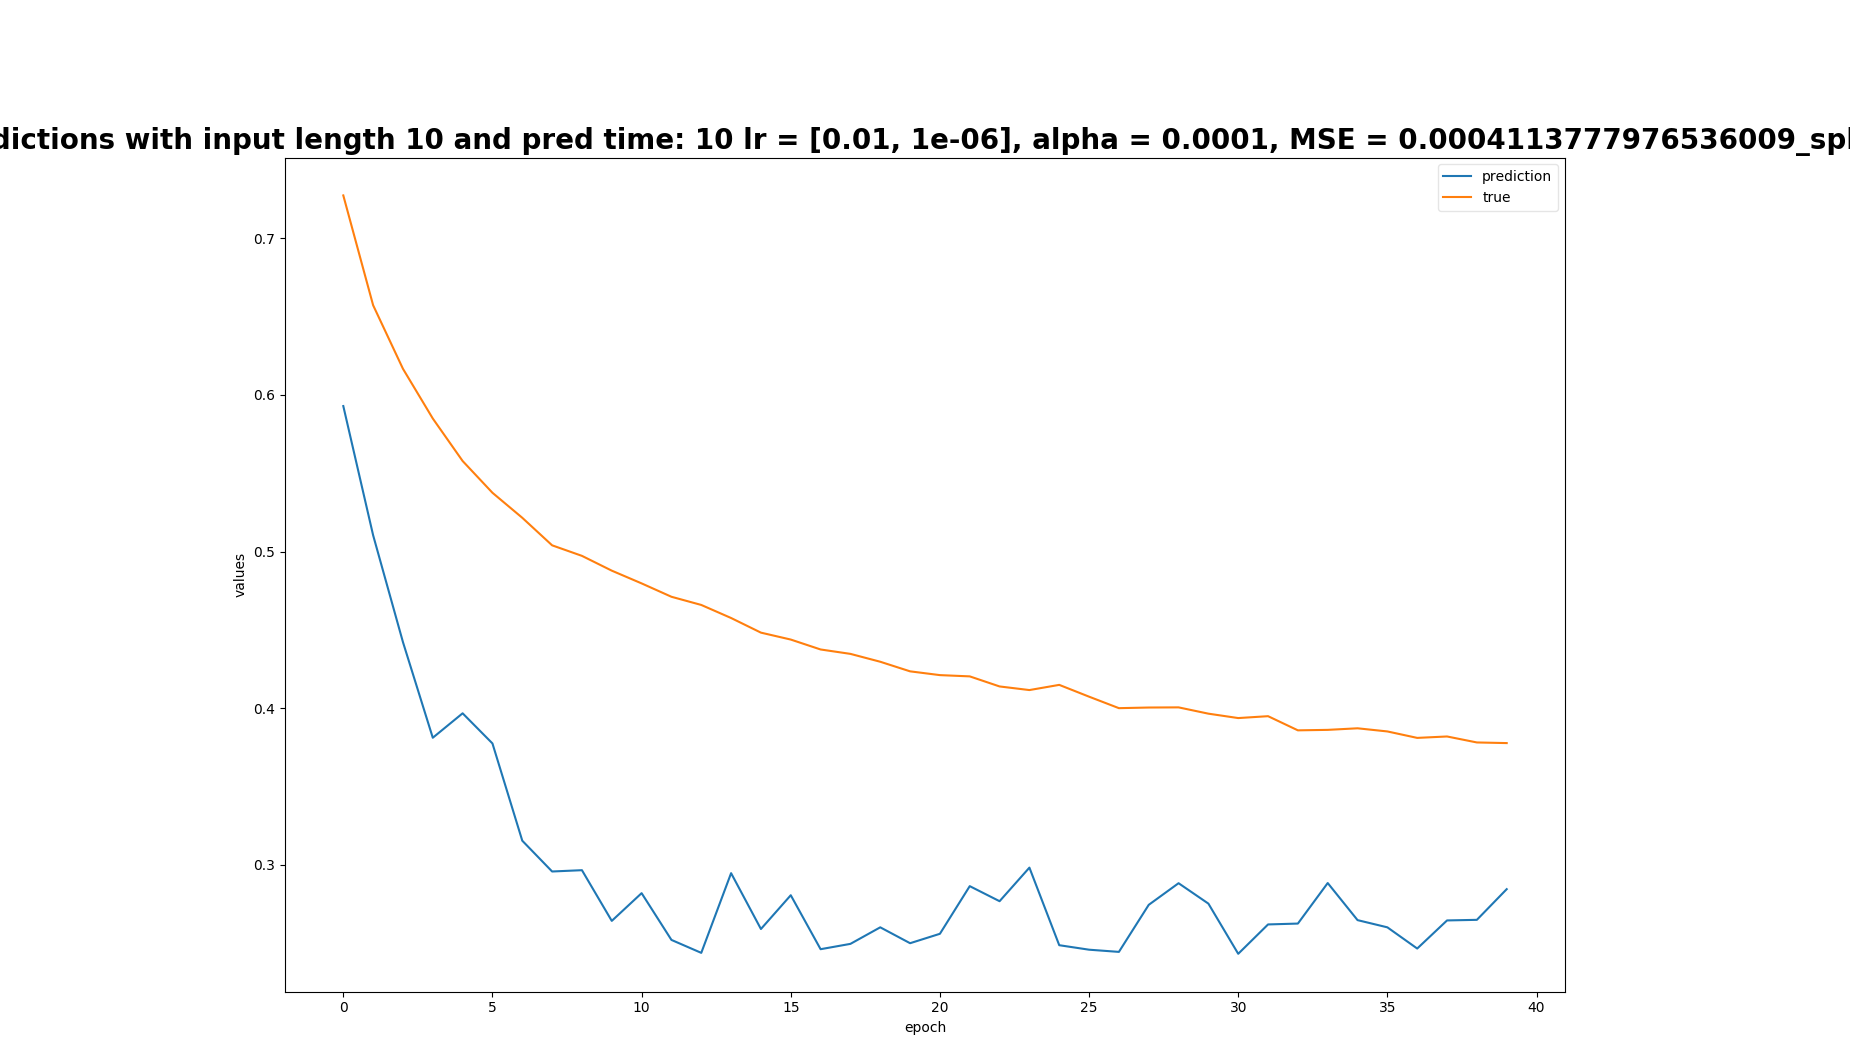 dictions with input length 10 and pred time: 10 lr = [0.01, 1e-06], alpha = 0.0001, MSE = 0.0004113777976536009_spl
prediction
true
0.7
0.6
0.5
0.4
0.3
values
0 5 10 15 20 25 30 35 40
epoch